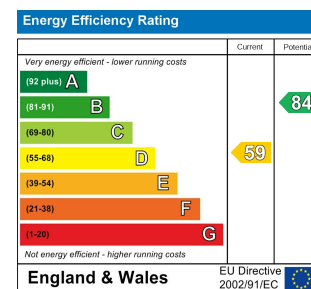 Energy Efficiency Rating
Current Potentia
Very energy efficient - lower running costs
(92 plus) A
(81-91) B
84
(69-80) C
(55-68) D
59
(39-54) E
(21-38) F
(1-20) G
Not energy efficient - higher running costs
England & Wales
EU Directive
2002/91/EC